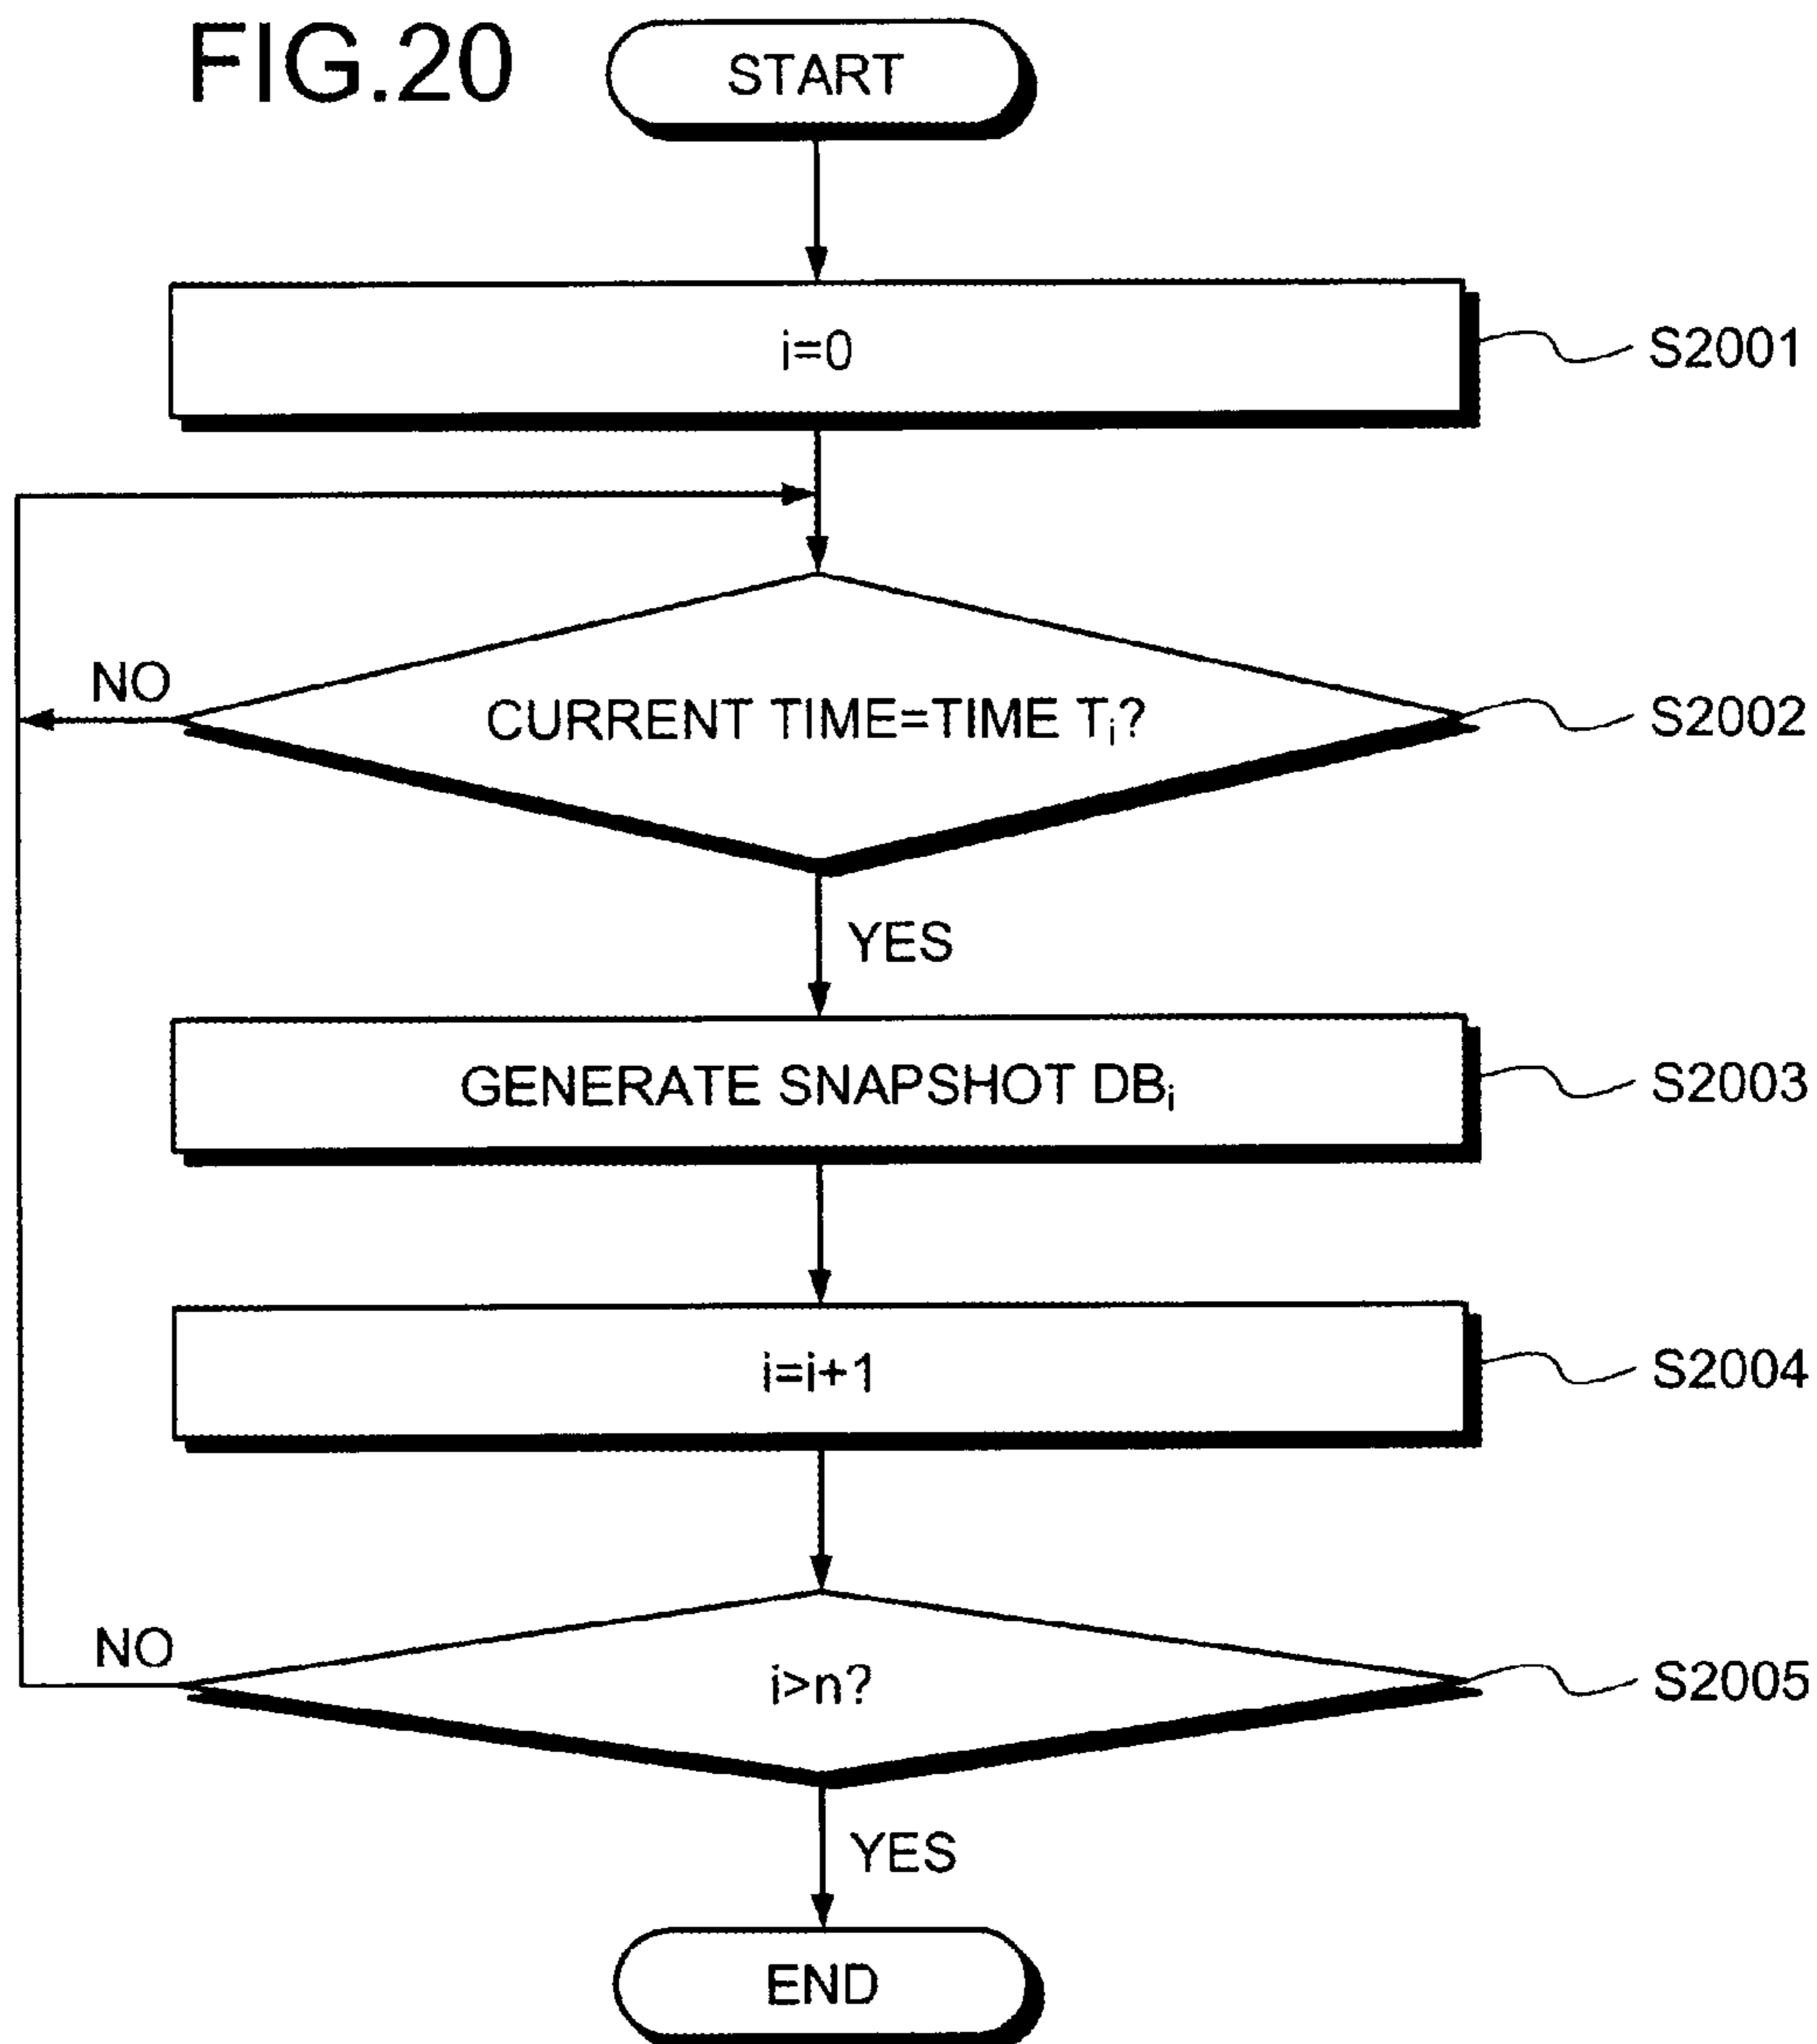 FIG.20
START
i=0
S2001
NO
CURRENT TIME=TIME Tᵢ?
S2002
YES
GENERATE SNAPSHOT DBᵢ
S2003
i=i+1
S2004
NO
i>n?
S2005
YES
END